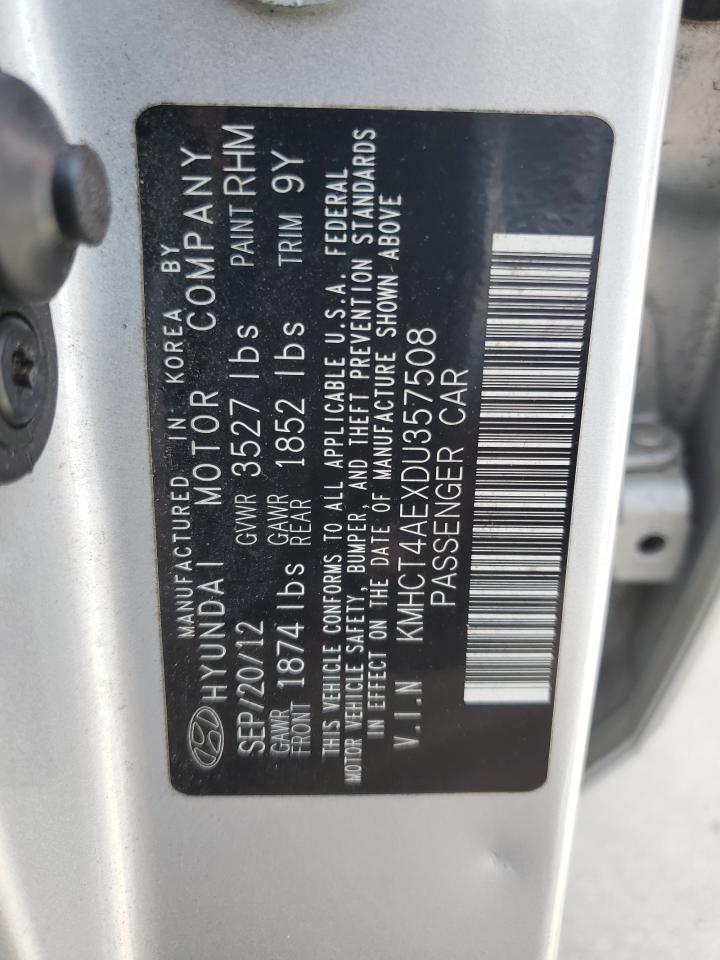 MANUFACTURED IN KOREA BY
HYUNDAI MOTOR COMPANY
SEP/20/12 GVWR 3527 lbs PAINT RHM
GAWR FRONT 1874 lbs GAWR REAR 1852 lbs TRIM 9Y
THIS VEHICLE CONFORMS TO ALL APPLICABLE U.S.A. FEDERAL
MOTOR VEHICLE SAFETY, BUMPER, AND THEFT PREVENTION STANDARDS
IN EFFECT ON THE DATE OF MANUFACTURE SHOWN ABOVE
V.I.N KMHCT4AEXDU357508
PASSENGER CAR